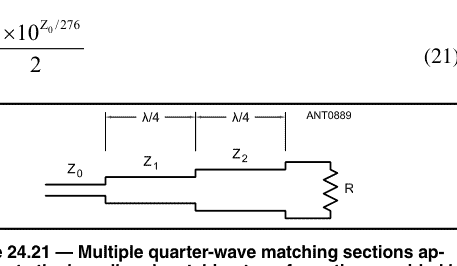 ×10^{Z₀/276}
2
(21)
λ/4 λ/4 ANT0889
Z₀ Z₁ Z₂
R
24.21 — Multiple quarter-wave matching sections ap-